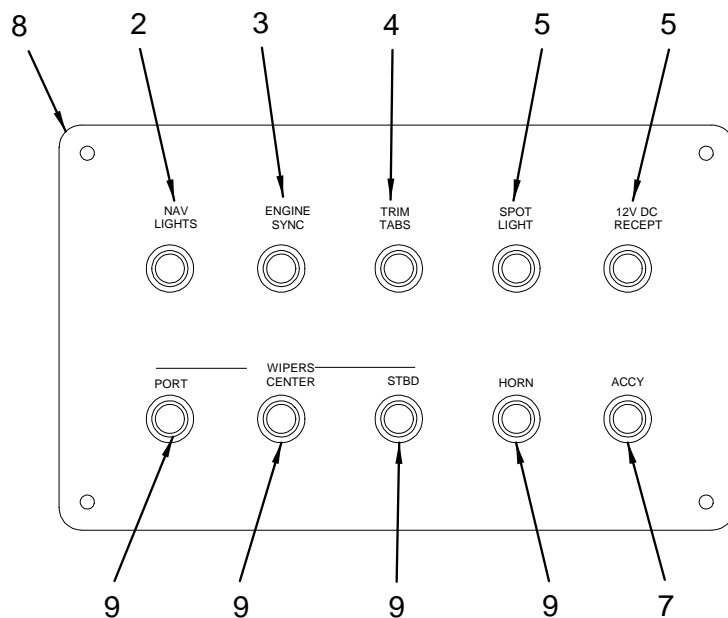 8 2 3 4 5 5
NAV ENGINE TRIM SPOT 12V DC
LIGHTS SYNC TABS LIGHT RECEPT
WIPERS
PORT CENTER STBD HORN ACCY
9 9 9 9 7